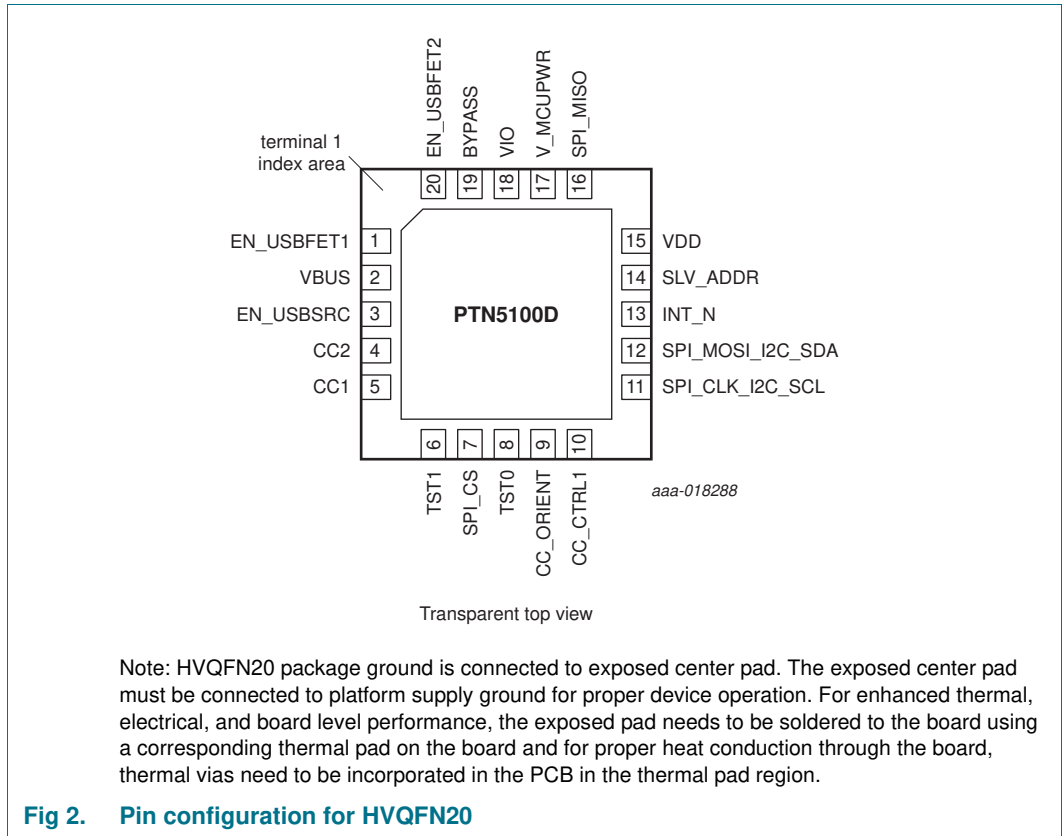 EN_USBFET2
BYPASS
VIO
V_MCUPWR
SPI_MISO
terminal 1
index area
20
19
18
17
16
EN_USBFET1 1
VBUS 2
EN_USBSRC 3
CC2 4
CC1 5
PTN5100D
15 VDD
14 SLV_ADDR
13 INT_N
12 SPI_MOSI_I2C_SDA
11 SPI_CLK_I2C_SCL
6
7
8
9
10
TST1
SPI_CS
TST0
CC_ORIENT
CC_CTRL1
aaa-018288
Transparent top view
Note: HVQFN20 package ground is connected to exposed center pad. The exposed center pad
must be connected to platform supply ground for proper device operation. For enhanced thermal,
electrical, and board level performance, the exposed pad needs to be soldered to the board using
a corresponding thermal pad on the board and for proper heat conduction through the board,
thermal vias need to be incorporated in the PCB in the thermal pad region.
Fig 2. Pin configuration for HVQFN20